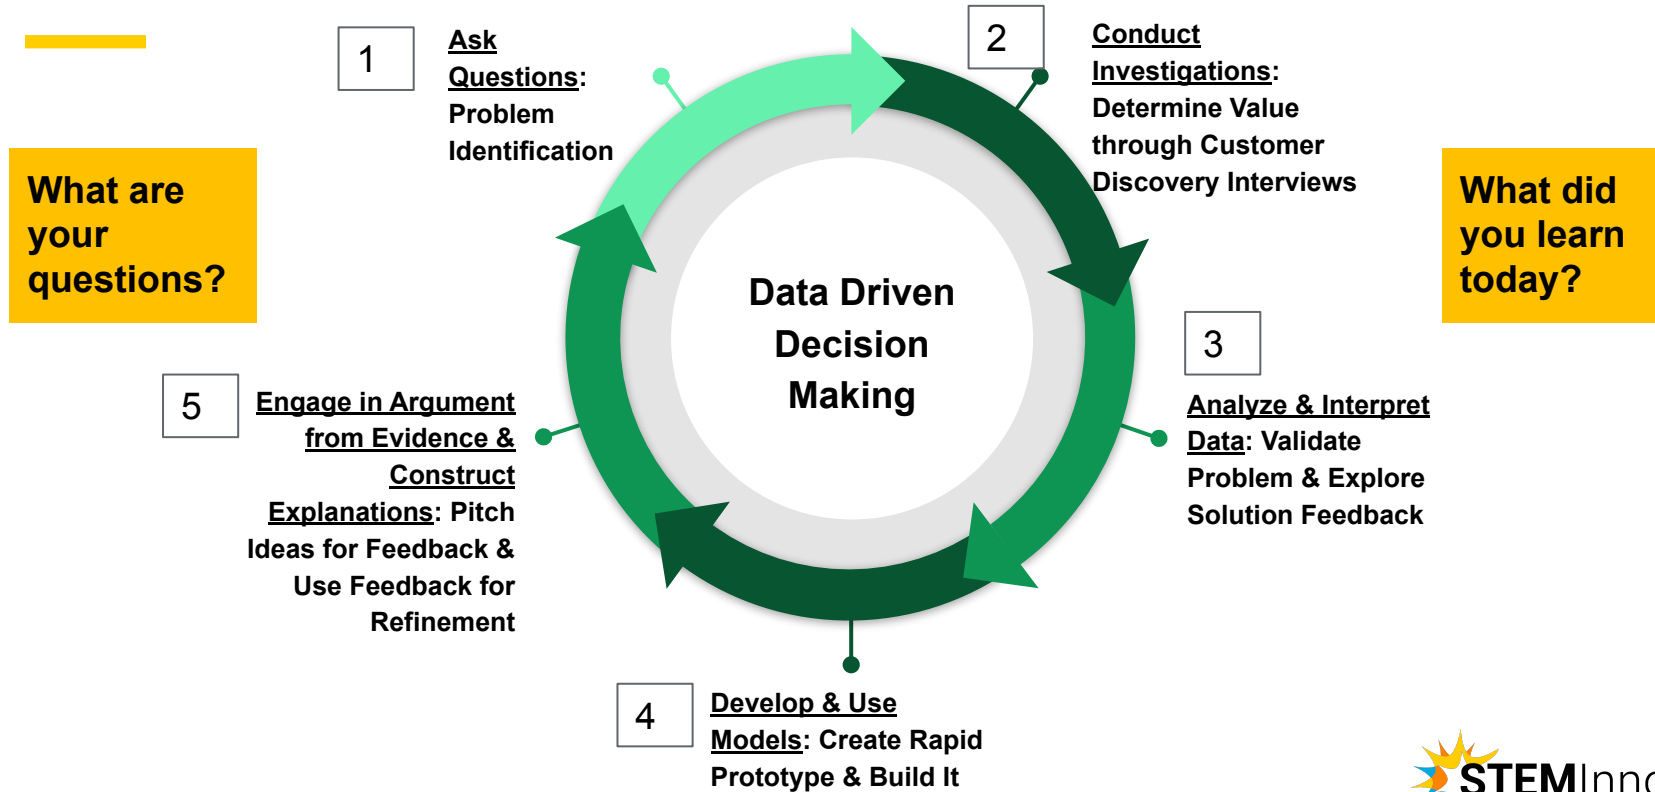 1
Ask
Questions:
Problem
Identification
2
Conduct
Investigations:
Determine Value
through Customer
Discovery Interviews
What are
your
questions?
What did
you learn
today?
Data Driven
Decision
Making
3
Analyze & Interpret
Data: Validate
Problem & Explore
Solution Feedback
5
Engage in Argument
from Evidence &
Construct
Explanations: Pitch
Ideas for Feedback &
Use Feedback for
Refinement
4
Develop & Use
Models: Create Rapid
Prototype & Build It